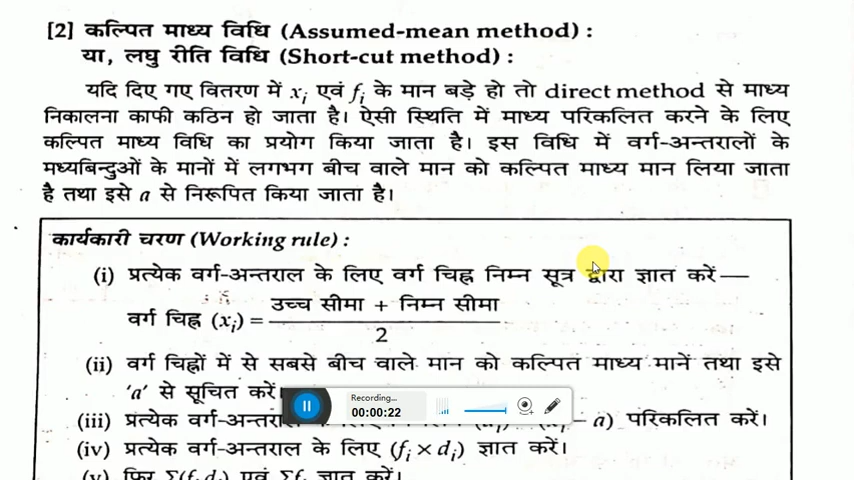 [2] कल्पित माध्य विधि (Assumed-mean method) :
या, लघु रीति विधि (Short-cut method) :
यदि दिए गए वितरण में xᵢ एवं fᵢ के मान बड़े हो तो direct method से माध्य
निकालना काफी कठिन हो जाता है। ऐसी स्थिति में माध्य परिकलित करने के लिए
कल्पित माध्य विधि का प्रयोग किया जाता है। इस विधि में वर्ग-अन्तरालों के
मध्यबिन्दुओं के मानों में लगभग बीच वाले मान को कल्पित माध्य मान लिया जाता
है तथा इसे a से निरूपित किया जाता है।
कार्यकारी चरण (Working rule) :
(i) प्रत्येक वर्ग-अन्तराल के लिए वर्ग चिह्न निम्न सूत्र द्वारा ज्ञात करें—
वर्ग चिह्न (xᵢ) = उच्च सीमा + निम्न सीमा
2
(ii) वर्ग चिह्नों में से सबसे बीच वाले मान को कल्पित माध्य मानें तथा इसे
'a' से सूचित करें।
Recording...
00:00:22
(iii) प्रत्येक वर्ग-अन्तराल − a) परिकलित करें।
(iv) प्रत्येक वर्ग-अन्तराल के लिए (fᵢ × dᵢ) ज्ञात करें।
(v) फिर Σ(fᵢdᵢ) एवं Σfᵢ ज्ञात करें।